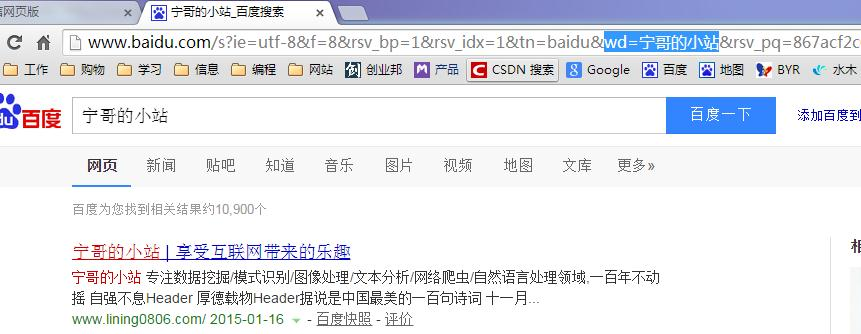 信网页版 宁哥的小站_百度搜索
www.baidu.com/s?ie=utf-8&f=8&rsv_bp=1&rsv_idx=1&tn=baidu&wd=宁哥的小站&rsv_pq=867acf2c
工作 购物 学习 信息 编程 网站 创业邦 产品 CSDN 搜索 Google 百度 地图 BYR 水木
du百度 宁哥的小站 百度一下 添加百度到
网页 新闻 贴吧 知道 音乐 图片 视频 地图 文库 更多»
百度为您找到相关结果约10,900个
宁哥的小站 | 享受互联网带来的乐趣
相
宁哥的小站 专注数据挖掘/模式识别/图像处理/文本分析/网络爬虫/自然语言处理领域,一百年不动
摇 自强不息Header 厚德载物Header据说是中国最美的一百句诗词 十一月...
www.lining0806.com/ 2015-01-16 - 百度快照 - 评价